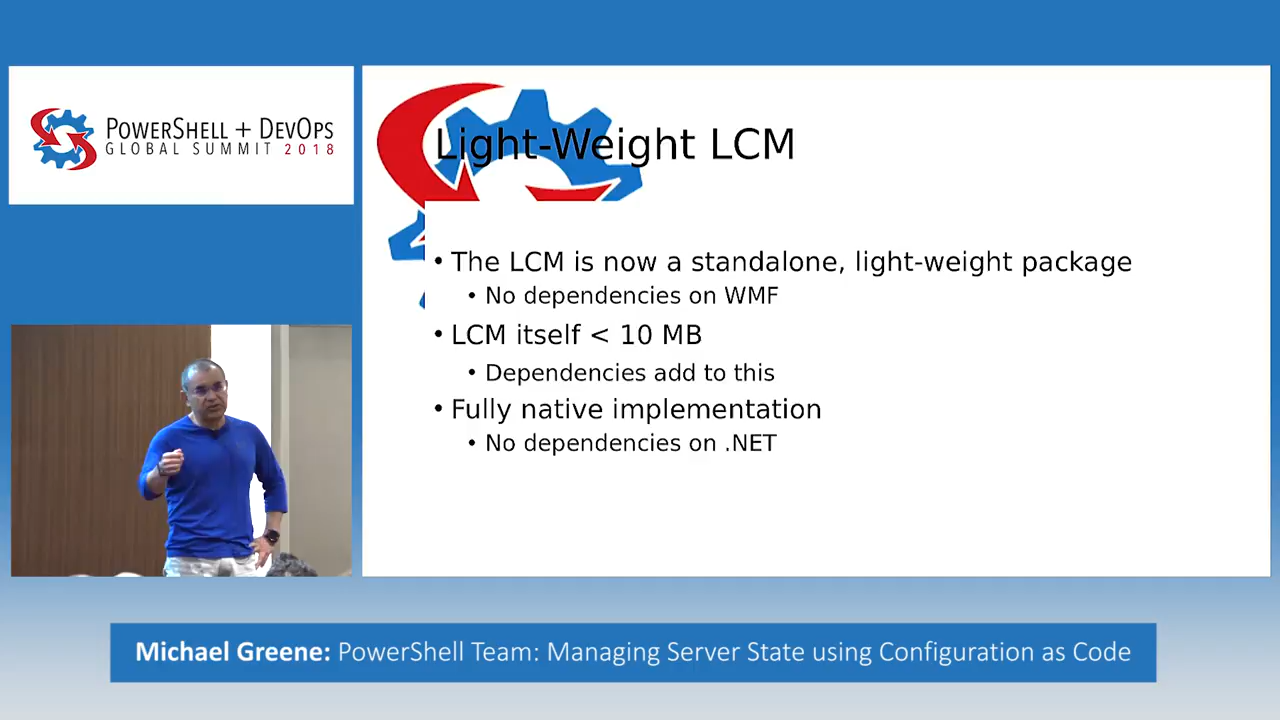 POWERSHELL + DEVOPS
GLOBAL SUMMIT 2018
Light-Weight LCM
• The LCM is now a standalone, light-weight package
• No dependencies on WMF
• LCM itself < 10 MB
• Dependencies add to this
• Fully native implementation
• No dependencies on .NET
Michael Greene: PowerShell Team: Managing Server State using Configuration as Code